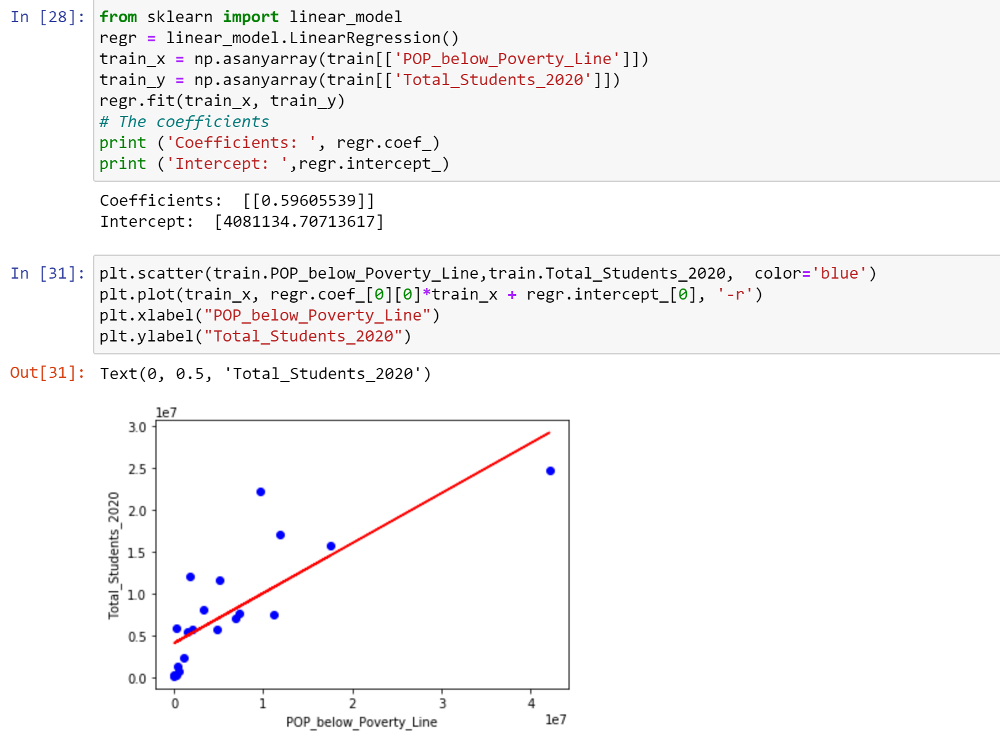 In [28]: from sklearn import linear_model
regr = linear_model.LinearRegression()
train_x = np.asanyarray(train[['POP_below_Poverty_Line']])
train_y = np.asanyarray(train[['Total_Students_2020']])
regr.fit(train_x, train_y)
# The coefficients
print ('Coefficients: ', regr.coef_)
print ('Intercept: ',regr.intercept_)
Coefficients:  [[0.59605539]]
Intercept:  [4081134.70713617]
In [31]: plt.scatter(train.POP_below_Poverty_Line,train.Total_Students_2020,  color='blue')
plt.plot(train_x, regr.coef_[0][0]*train_x + regr.intercept_[0], '-r')
plt.xlabel("POP_below_Poverty_Line")
plt.ylabel("Total_Students_2020")
Out[31]: Text(0, 0.5, 'Total_Students_2020')
1e7
3.0
2.5
2.0
1.5
1.0
0.5
0.0
Total_Students_2020
0 1 2 3 4
1e7
POP_below_Poverty_Line